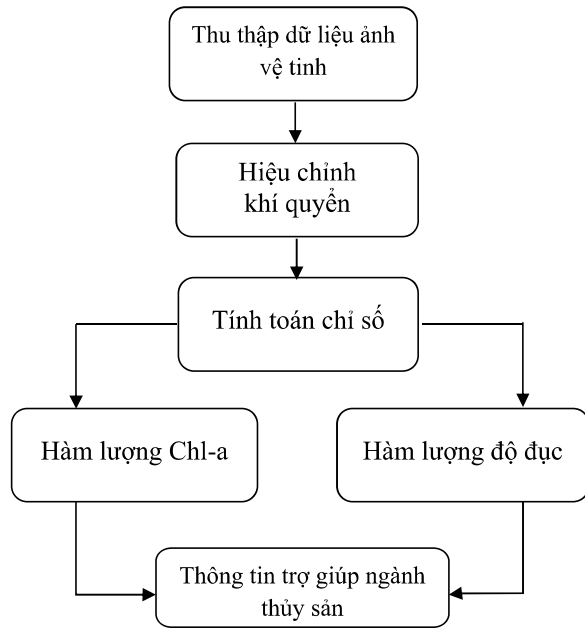 Thu thập dữ liệu ảnh
vệ tinh
Hiệu chỉnh
khí quyển
Tính toán chỉ số
Hàm lượng Chl-a
Hàm lượng độ đục
Thông tin trợ giúp ngành
thủy sản